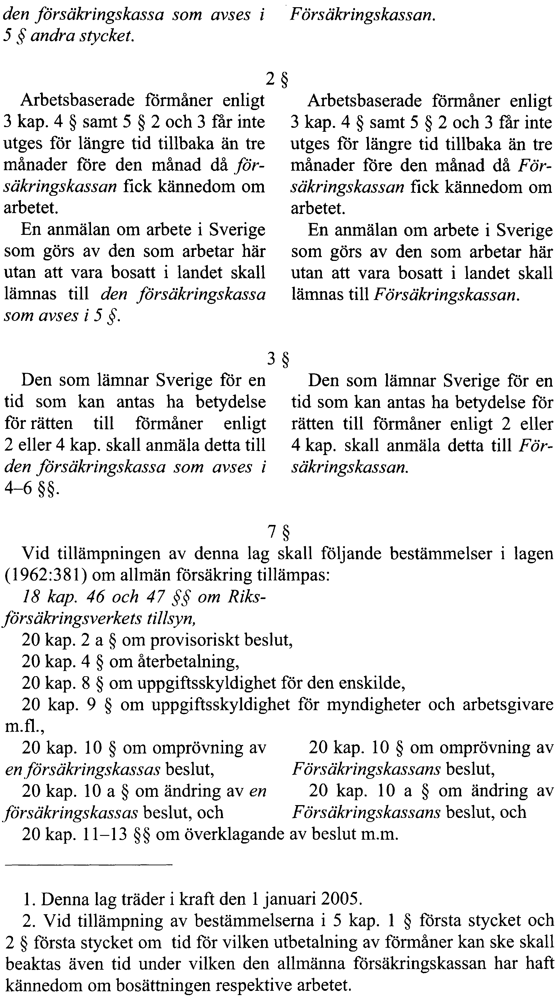 den försäkringskassa som avses i
5 § andra stycket.
Försäkringskassan.
2 §
Arbetsbaserade förmåner enligt
3 kap. 4 § samt 5 § 2 och 3 får inte
utges för längre tid tillbaka än tre
månader före den månad då för-
säkringskassan fick kännedom om
arbetet.
En anmälan om arbete i Sverige
som görs av den som arbetar här
utan att vara bosatt i landet skall
lämnas till den försäkringskassa
som avses i 5 §.
Arbetsbaserade förmåner enligt
3 kap. 4 § samt 5 § 2 och 3 får inte
utges för längre tid tillbaka än tre
månader före den månad då För-
säkringskassan fick kännedom om
arbetet.
En anmälan om arbete i Sverige
som görs av den som arbetar här
utan att vara bosatt i landet skall
lämnas till Försäkringskassan.
3 §
Den som lämnar Sverige för en
tid som kan antas ha betydelse
för rätten till förmåner enligt
2 eller 4 kap. skall anmäla detta till
den försäkringskassa som avses i
4–6 §§.
Den som lämnar Sverige för en
tid som kan antas ha betydelse för
rätten till förmåner enligt 2 eller
4 kap. skall anmäla detta till För-
säkringskassan.
7 §
Vid tillämpningen av denna lag skall följande bestämmelser i lagen
(1962:381) om allmän försäkring tillämpas:
18 kap. 46 och 47 §§ om Riks-
försäkringsverkets tillsyn,
20 kap. 2 a § om provisoriskt beslut,
20 kap. 4 § om återbetalning,
20 kap. 8 § om uppgiftsskyldighet för den enskilde,
20 kap. 9 § om uppgiftsskyldighet för myndigheter och arbetsgivare
m.fl.,
20 kap. 10 § om omprövning av
en försäkringskassas beslut,
20 kap. 10 a § om ändring av en
försäkringskassas beslut, och
20 kap. 10 § om omprövning av
Försäkringskassans beslut,
20 kap. 10 a § om ändring av
Försäkringskassans beslut, och
20 kap. 11–13 §§ om överklagande av beslut m.m.
1. Denna lag träder i kraft den 1 januari 2005.
2. Vid tillämpning av bestämmelserna i 5 kap. 1 § första stycket och
2 § första stycket om tid för vilken utbetalning av förmåner kan ske skall
beaktas även tid under vilken den allmänna försäkringskassan har haft
kännedom om bosättningen respektive arbetet.